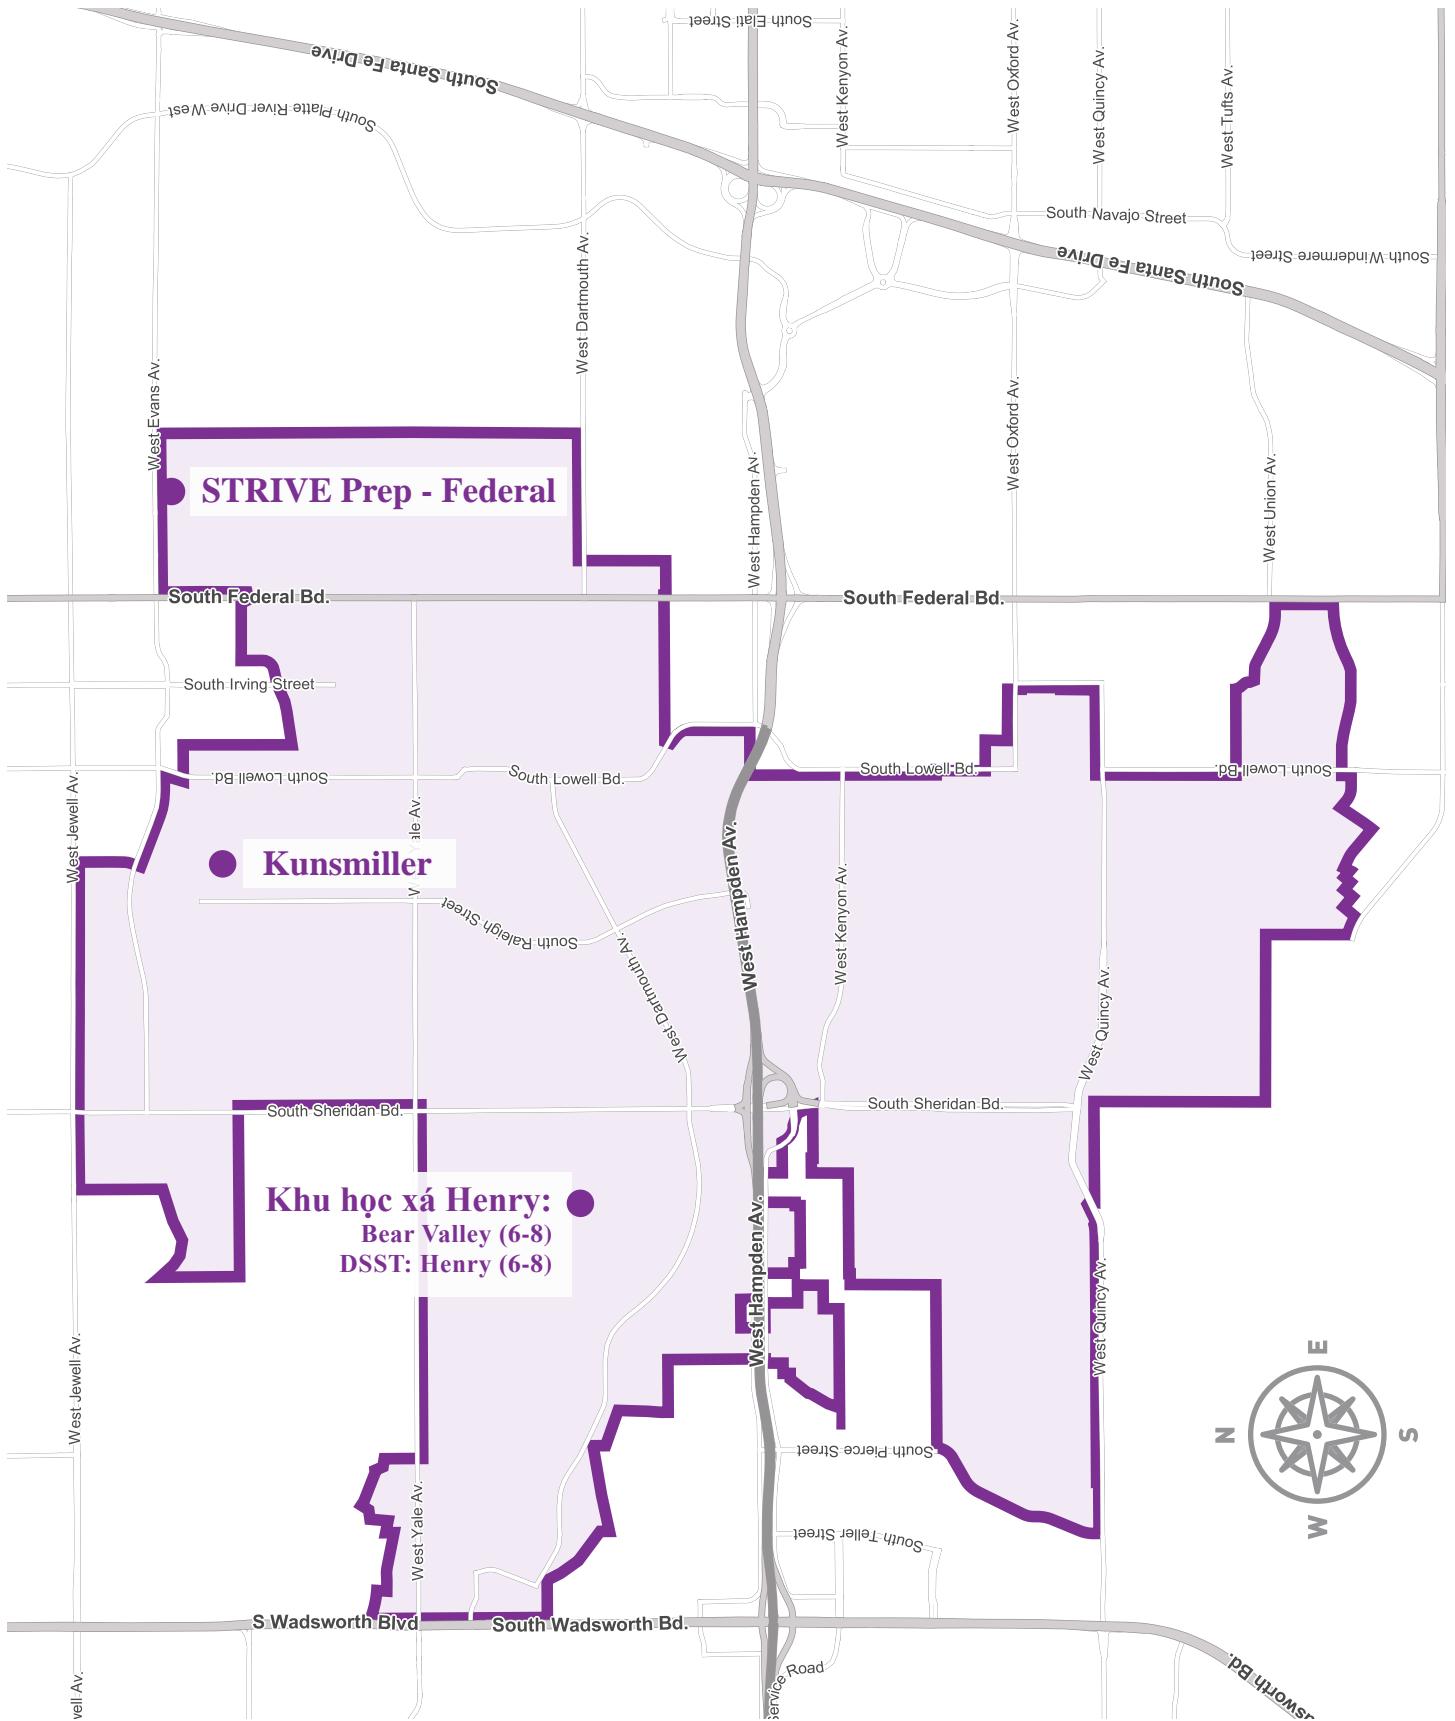 South Elati Street
South Santa Fe Drive
West Kenyon Av.
West Oxford Av.
West Quincy Av.
West Tufts Av.
South Platte River Drive West
South Navajo Street
South Windermere Street
South Santa Fe Drive
West Dartmouth Av.
West Evans Av.
West Oxford Av.
West Hampden Av.
West Union Av.
STRIVE Prep - Federal
South Federal Bd.
South Federal Bd.
South Irving Street
South Lowell Bd.
South Lowell Bd.
South Lowell Bd.
South Lowell Bd.
West Jewell Av.
Kunsmiller
West Hampden Av.
West Kenyon Av.
South Raleigh Street
West Dartmouth Av.
West Quincy Av.
South Sheridan Bd.
South Sheridan Bd.
Khu học xá Henry:
Bear Valley (6-8)
DSST: Henry (6-8)
West Hampden Av.
West Quincy Av.
West Jewell Av.
E
N
S
W
South Pierce Street
West Yale Av.
South Teller Street
S Wadsworth Blvd
South Wadsworth Bd.
Road